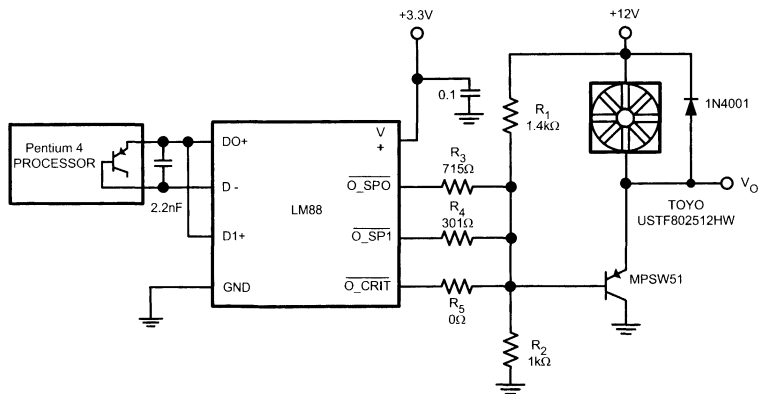 +3.3V
+12V
0.1
R1
1.4kΩ
1N4001
Pentium 4
PROCESSOR
2.2nF
DO+
D -
D1+
GND
LM88
V
+
O_SPO
O_SP1
O_CRIT
R3
715Ω
R4
301Ω
R5
0Ω
R2
1kΩ
VO
TOYO
USTF802512HW
MPSW51